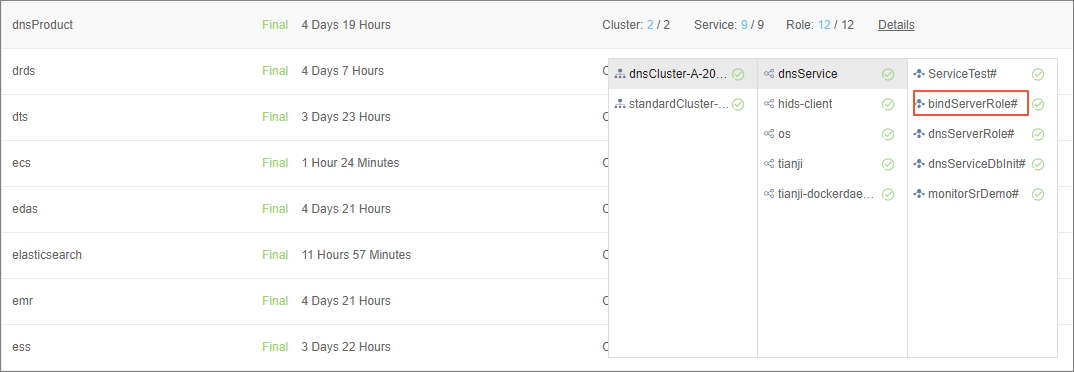 dnsProduct Final 4 Days 19 Hours Cluster: 2 / 2 Service: 9 / 9 Role: 12 / 12 Details
drds Final 4 Days 7 Hours C
dts Final 3 Days 23 Hours C
ecs Final 1 Hour 24 Minutes C
edas Final 4 Days 21 Hours C
elasticsearch Final 11 Hours 57 Minutes C
emr Final 4 Days 21 Hours C
ess Final 3 Days 22 Hours C
dnsCluster-A-20... dnsService ServiceTest#
standardCluster-... hids-client bindServerRole#
os dnsServerRole#
tianji dnsServiceDbInit#
tianji-dockerdae... monitorSrDemo#